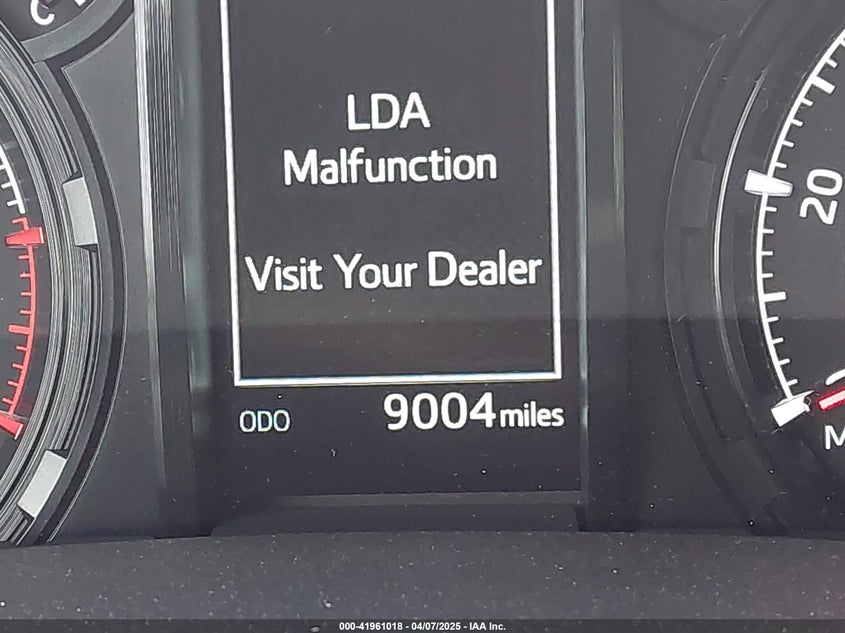 C
LDA
Malfunction
Visit Your Dealer
20
ODO 9004 miles
M
000-41961018 - 04/07/2025 - IAA Inc.